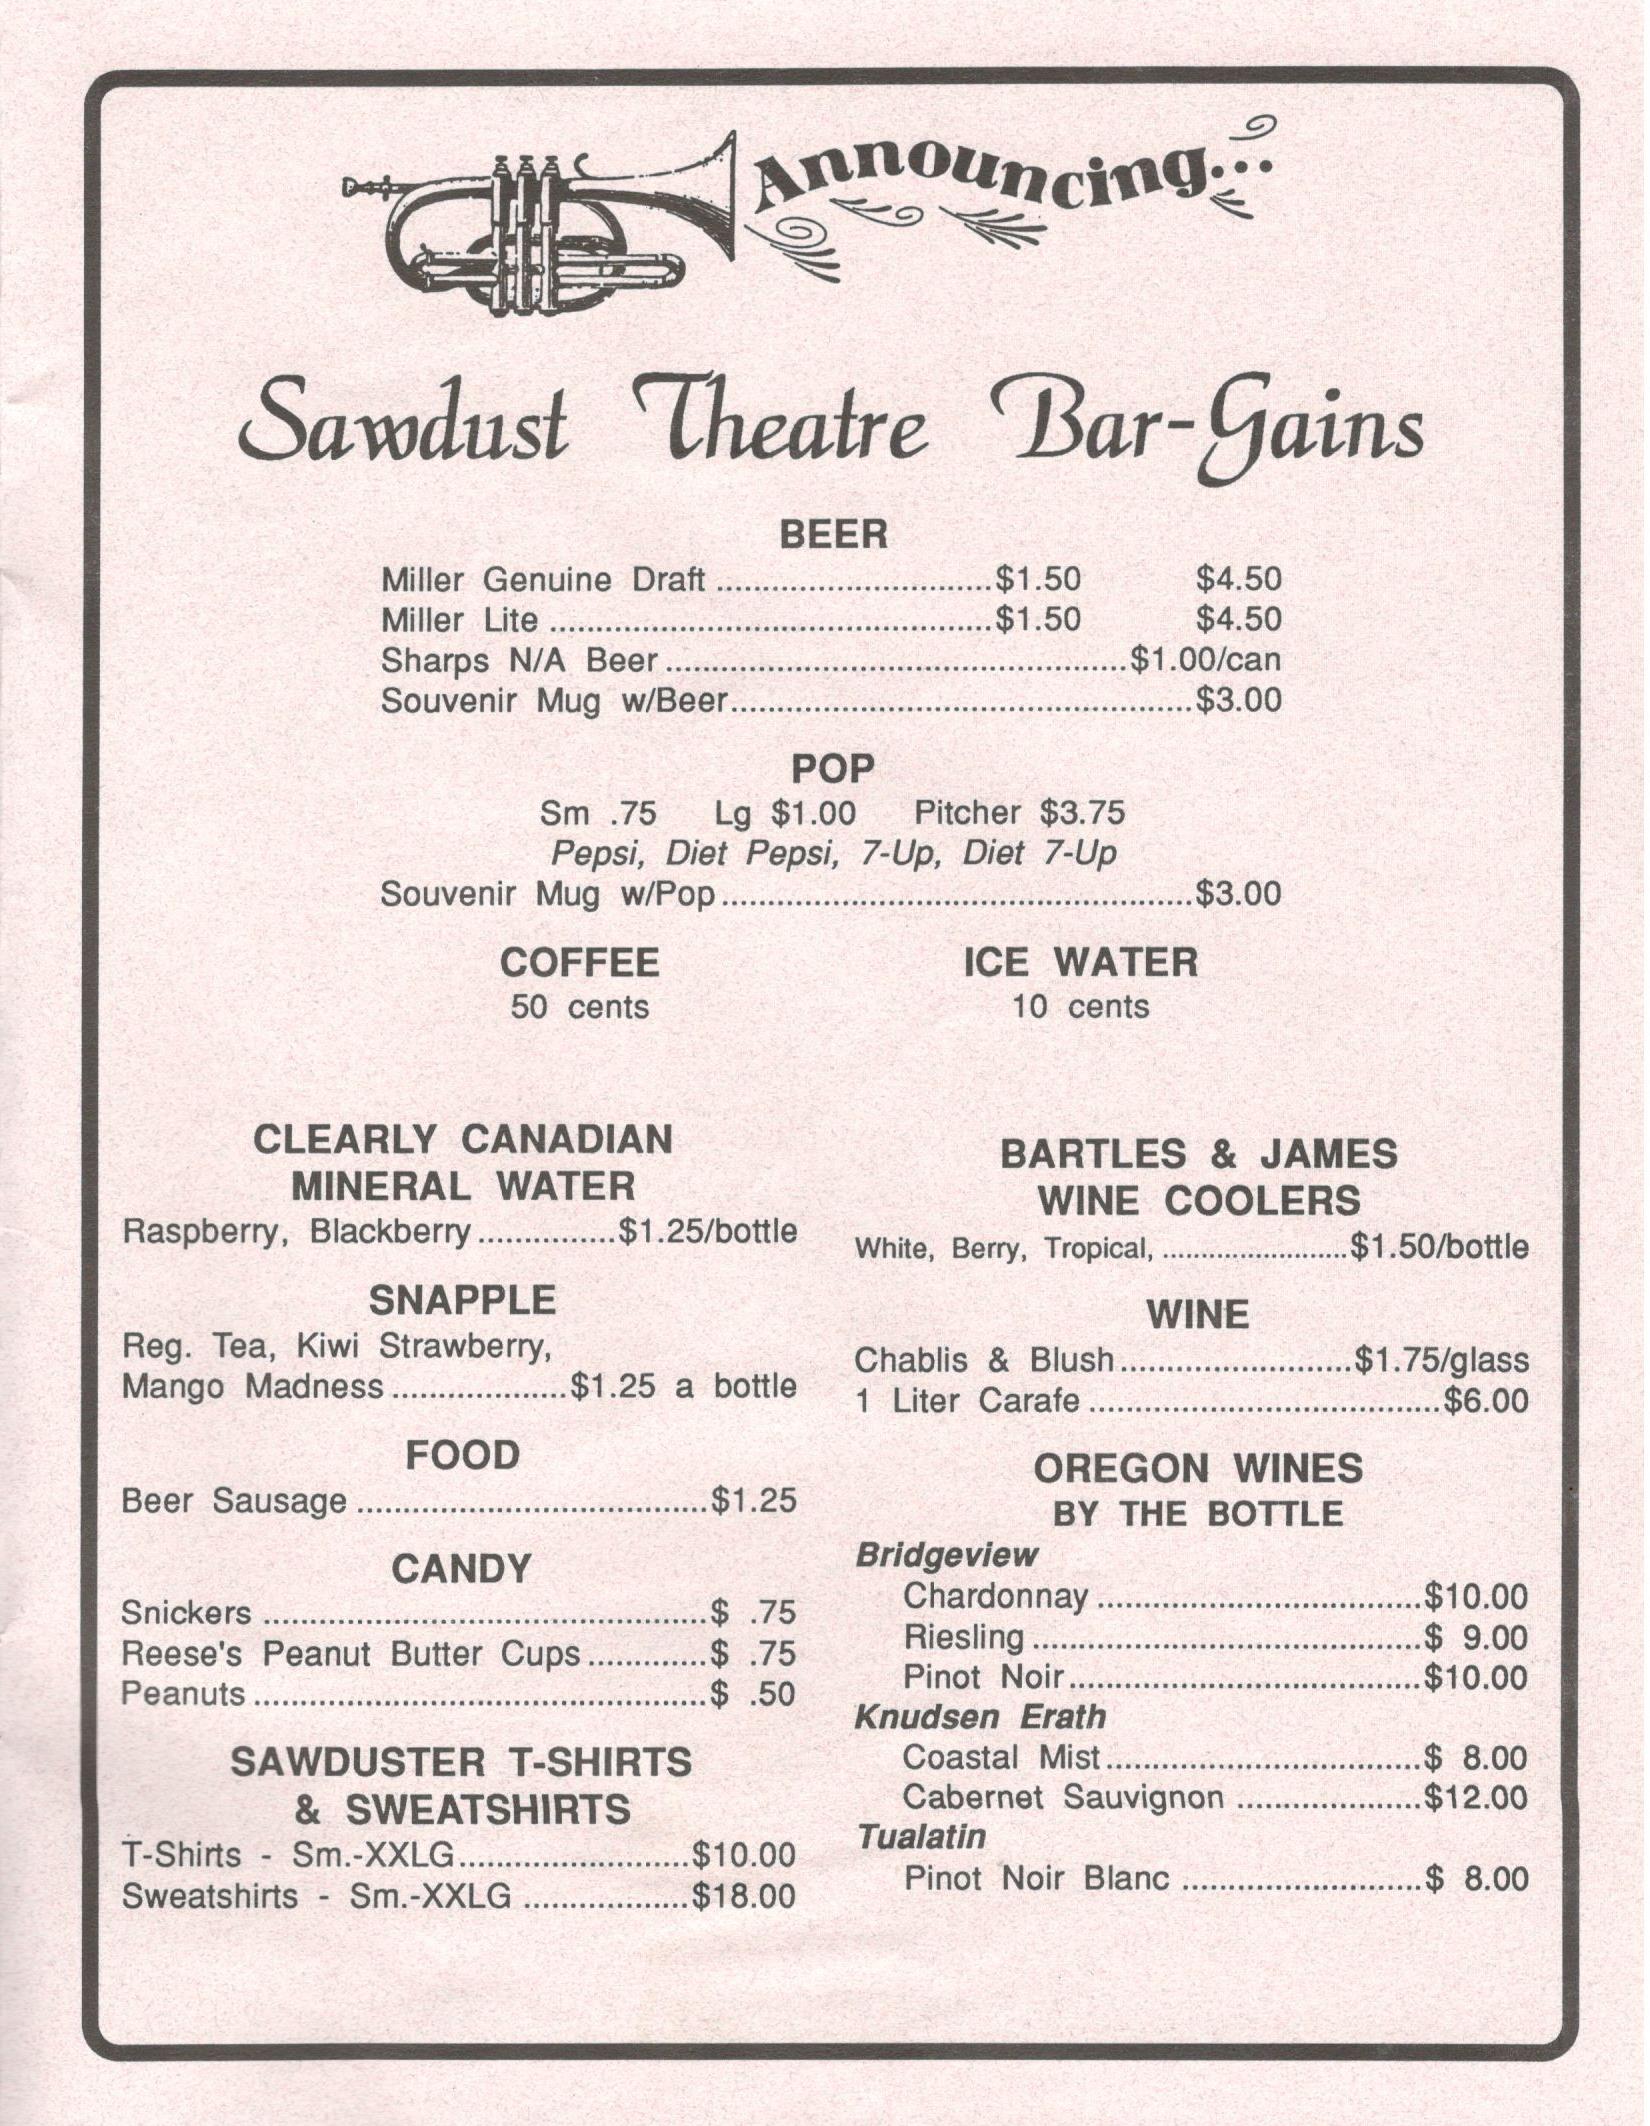 Announcing...
Sawdust Theatre Bar-Gains
BEER
Miller Genuine Draft ..............................$1.50 $4.50
Miller Lite ................................................$1.50 $4.50
Sharps N/A Beer ..................................................$1.00/can
Souvenir Mug w/Beer..................................................$3.00
POP
Sm .75 Lg $1.00 Pitcher $3.75
Pepsi, Diet Pepsi, 7-Up, Diet 7-Up
Souvenir Mug w/Pop ...................................................$3.00
COFFEE
50 cents
ICE WATER
10 cents
CLEARLY CANADIAN
MINERAL WATER
Raspberry, Blackberry ...............$1.25/bottle
SNAPPLE
Reg. Tea, Kiwi Strawberry,
Mango Madness ...................$1.25 a bottle
FOOD
Beer Sausage ......................................$1.25
CANDY
Snickers ................................................$ .75
Reese's Peanut Butter Cups .............$ .75
Peanuts .................................................$ .50
SAWDUSTER T-SHIRTS
& SWEATSHIRTS
T-Shirts - Sm.-XXLG.........................$10.00
Sweatshirts - Sm.-XXLG ..................$18.00
BARTLES & JAMES
WINE COOLERS
White, Berry, Tropical, ........................$1.50/bottle
WINE
Chablis & Blush .........................$1.75/glass
1 Liter Carafe ......................................$6.00
OREGON WINES
BY THE BOTTLE
Bridgeview
Chardonnay ...................................$10.00
Riesling ..........................................$ 9.00
Pinot Noir......................................$10.00
Knudsen Erath
Coastal Mist ..................................$ 8.00
Cabernet Sauvignon ....................$12.00
Tualatin
Pinot Noir Blanc ..........................$ 8.00